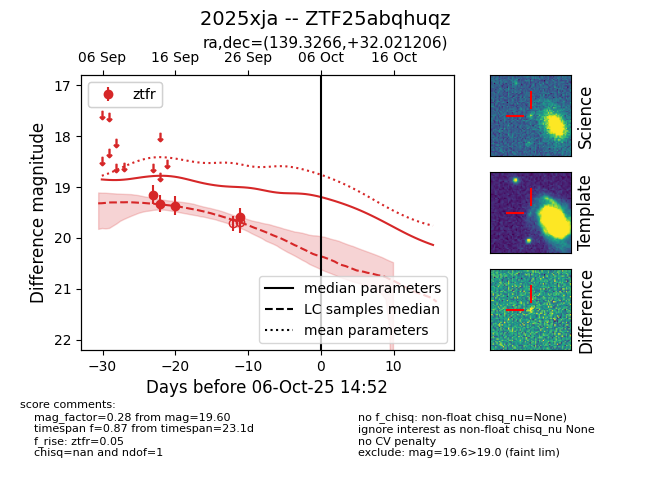 2025xja -- ZTF25abqhuqz
ra,dec=(139.3266,+32.021206)
06 Sep 16 Sep 26 Sep 06 Oct 16 Oct
ztfr
17
18
19
20
21
22
Difference magnitude
median parameters
LC samples median
mean parameters
−30 −20 −10 0 10
Days before 06-Oct-25 14:52
Science
Template
Difference
score comments:
mag_factor=0.28 from mag=19.60
timespan f=0.87 from timespan=23.1d
f_rise: ztfr=0.05
chisq=nan and ndof=1
no f_chisq: non-float chisq_nu=None)
ignore interest as non-float chisq_nu None
no CV penalty
exclude: mag=19.6>19.0 (faint lim)